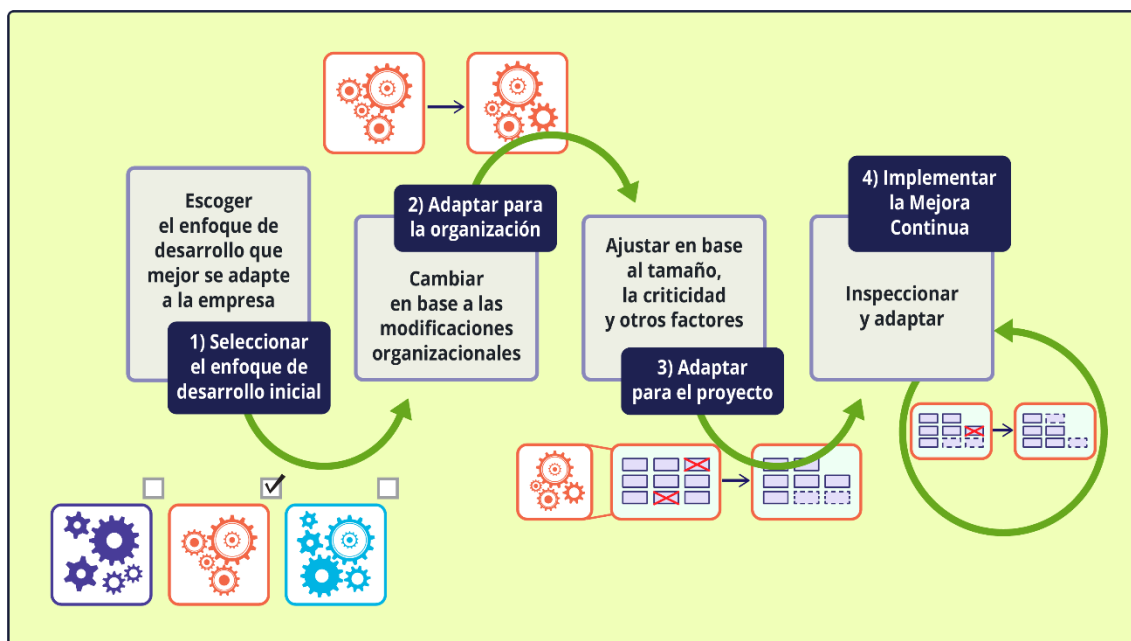 Escoger
el enfoque de
desarrollo que
mejor se adapte
a la empresa
1) Seleccionar
el enfoque de
desarrollo inicial
2) Adaptar para
la organización
Cambiar
en base a las
modificaciones
organizacionales
Ajustar en base
al tamaño,
la criticidad
y otros factores
3) Adaptar
para el proyecto
4) Implementar
la Mejora
Continua
Inspeccionar
y adaptar